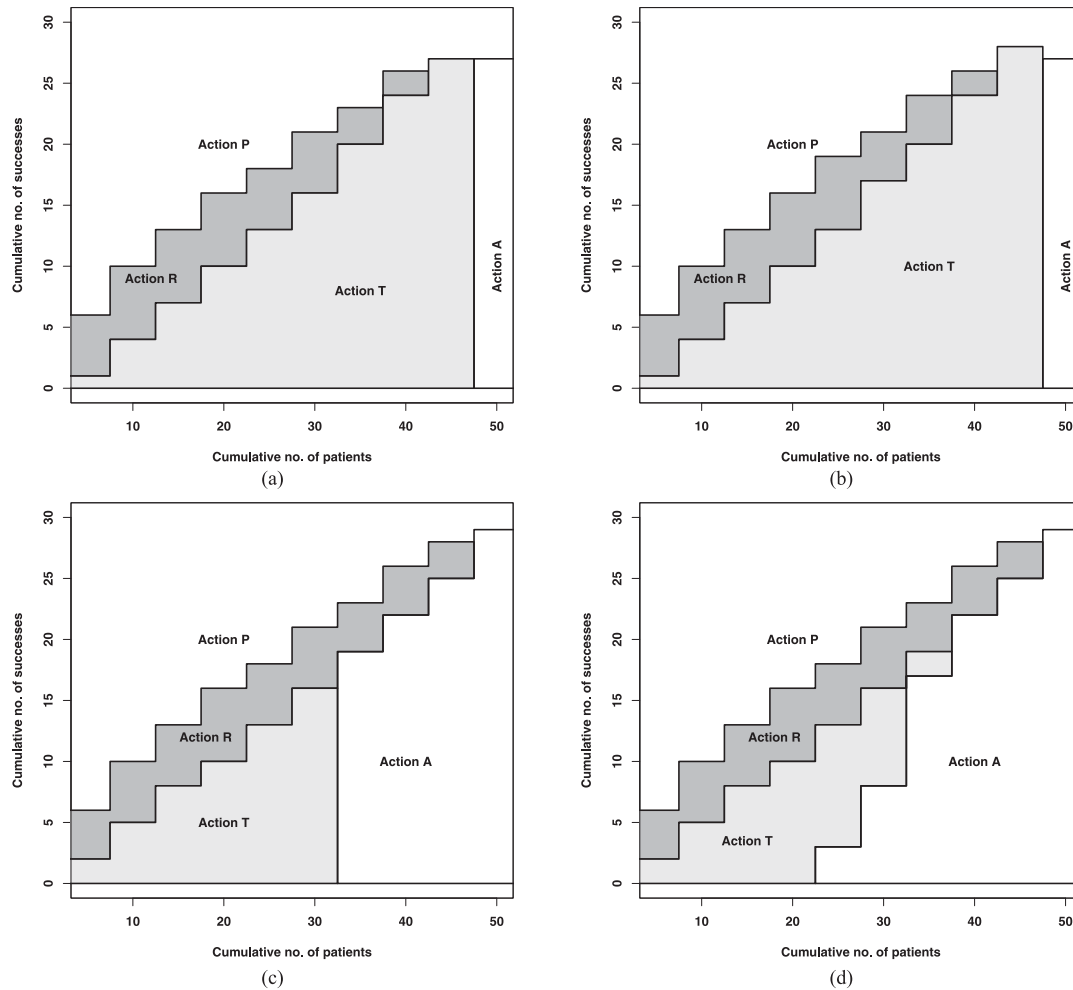 30
25
20
15
10
5
0
Cumulative no. of successes
Action P
Action R
Action T
Action A
10 20 30 40 50
Cumulative no. of patients
(a)
30
25
20
15
10
5
0
Cumulative no. of successes
Action P
Action R
Action T
Action A
10 20 30 40 50
Cumulative no. of patients
(b)
30
25
20
15
10
5
0
Cumulative no. of successes
Action P
Action R
Action A
Action T
10 20 30 40 50
Cumulative no. of patients
(c)
30
25
20
15
10
5
0
Cumulative no. of successes
Action P
Action R
Action A
Action T
10 20 30 40 50
Cumulative no. of patients
(d)